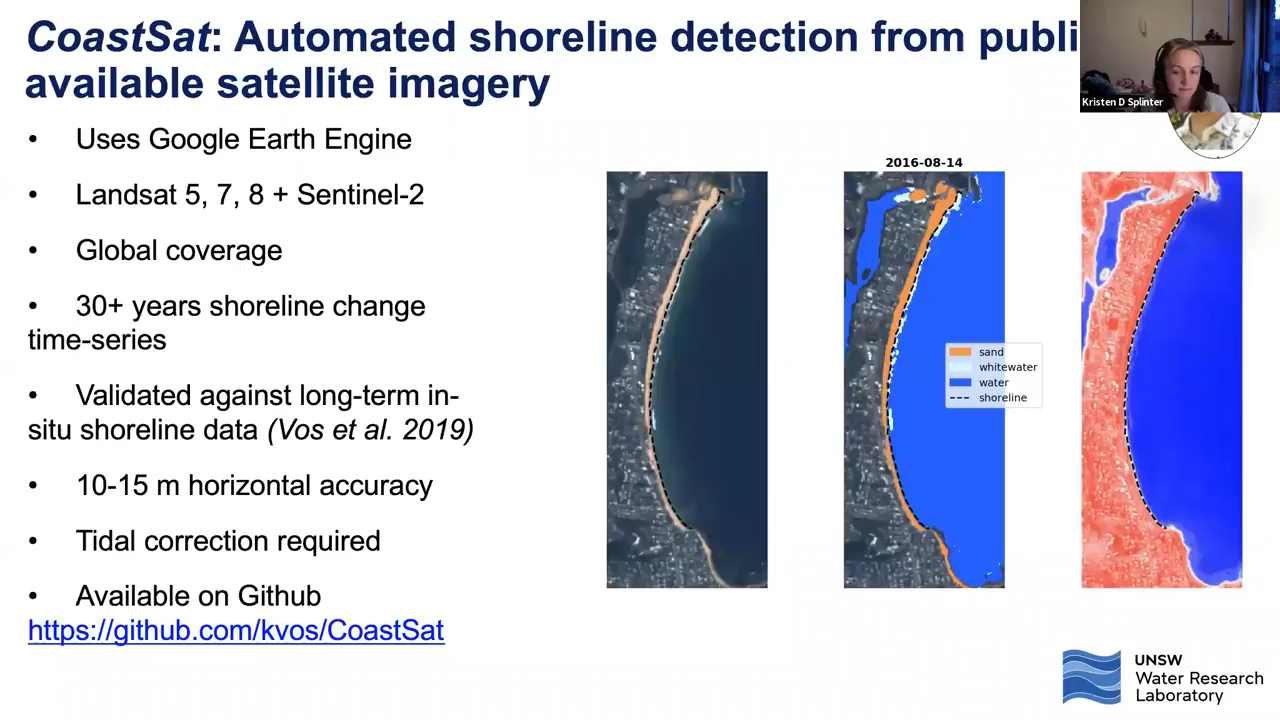 CoastSat: Automated shoreline detection from publi
available satellite imagery
Kristen D Splinter
• Uses Google Earth Engine
• Landsat 5, 7, 8 + Sentinel-2
• Global coverage
• 30+ years shoreline change
time-series
• Validated against long-term in-
situ shoreline data (Vos et al. 2019)
• 10-15 m horizontal accuracy
• Tidal correction required
• Available on Github
https://github.com/kvos/CoastSat
2016-08-14
sand
whitewater
water
shoreline
UNSW
Water Research
Laboratory